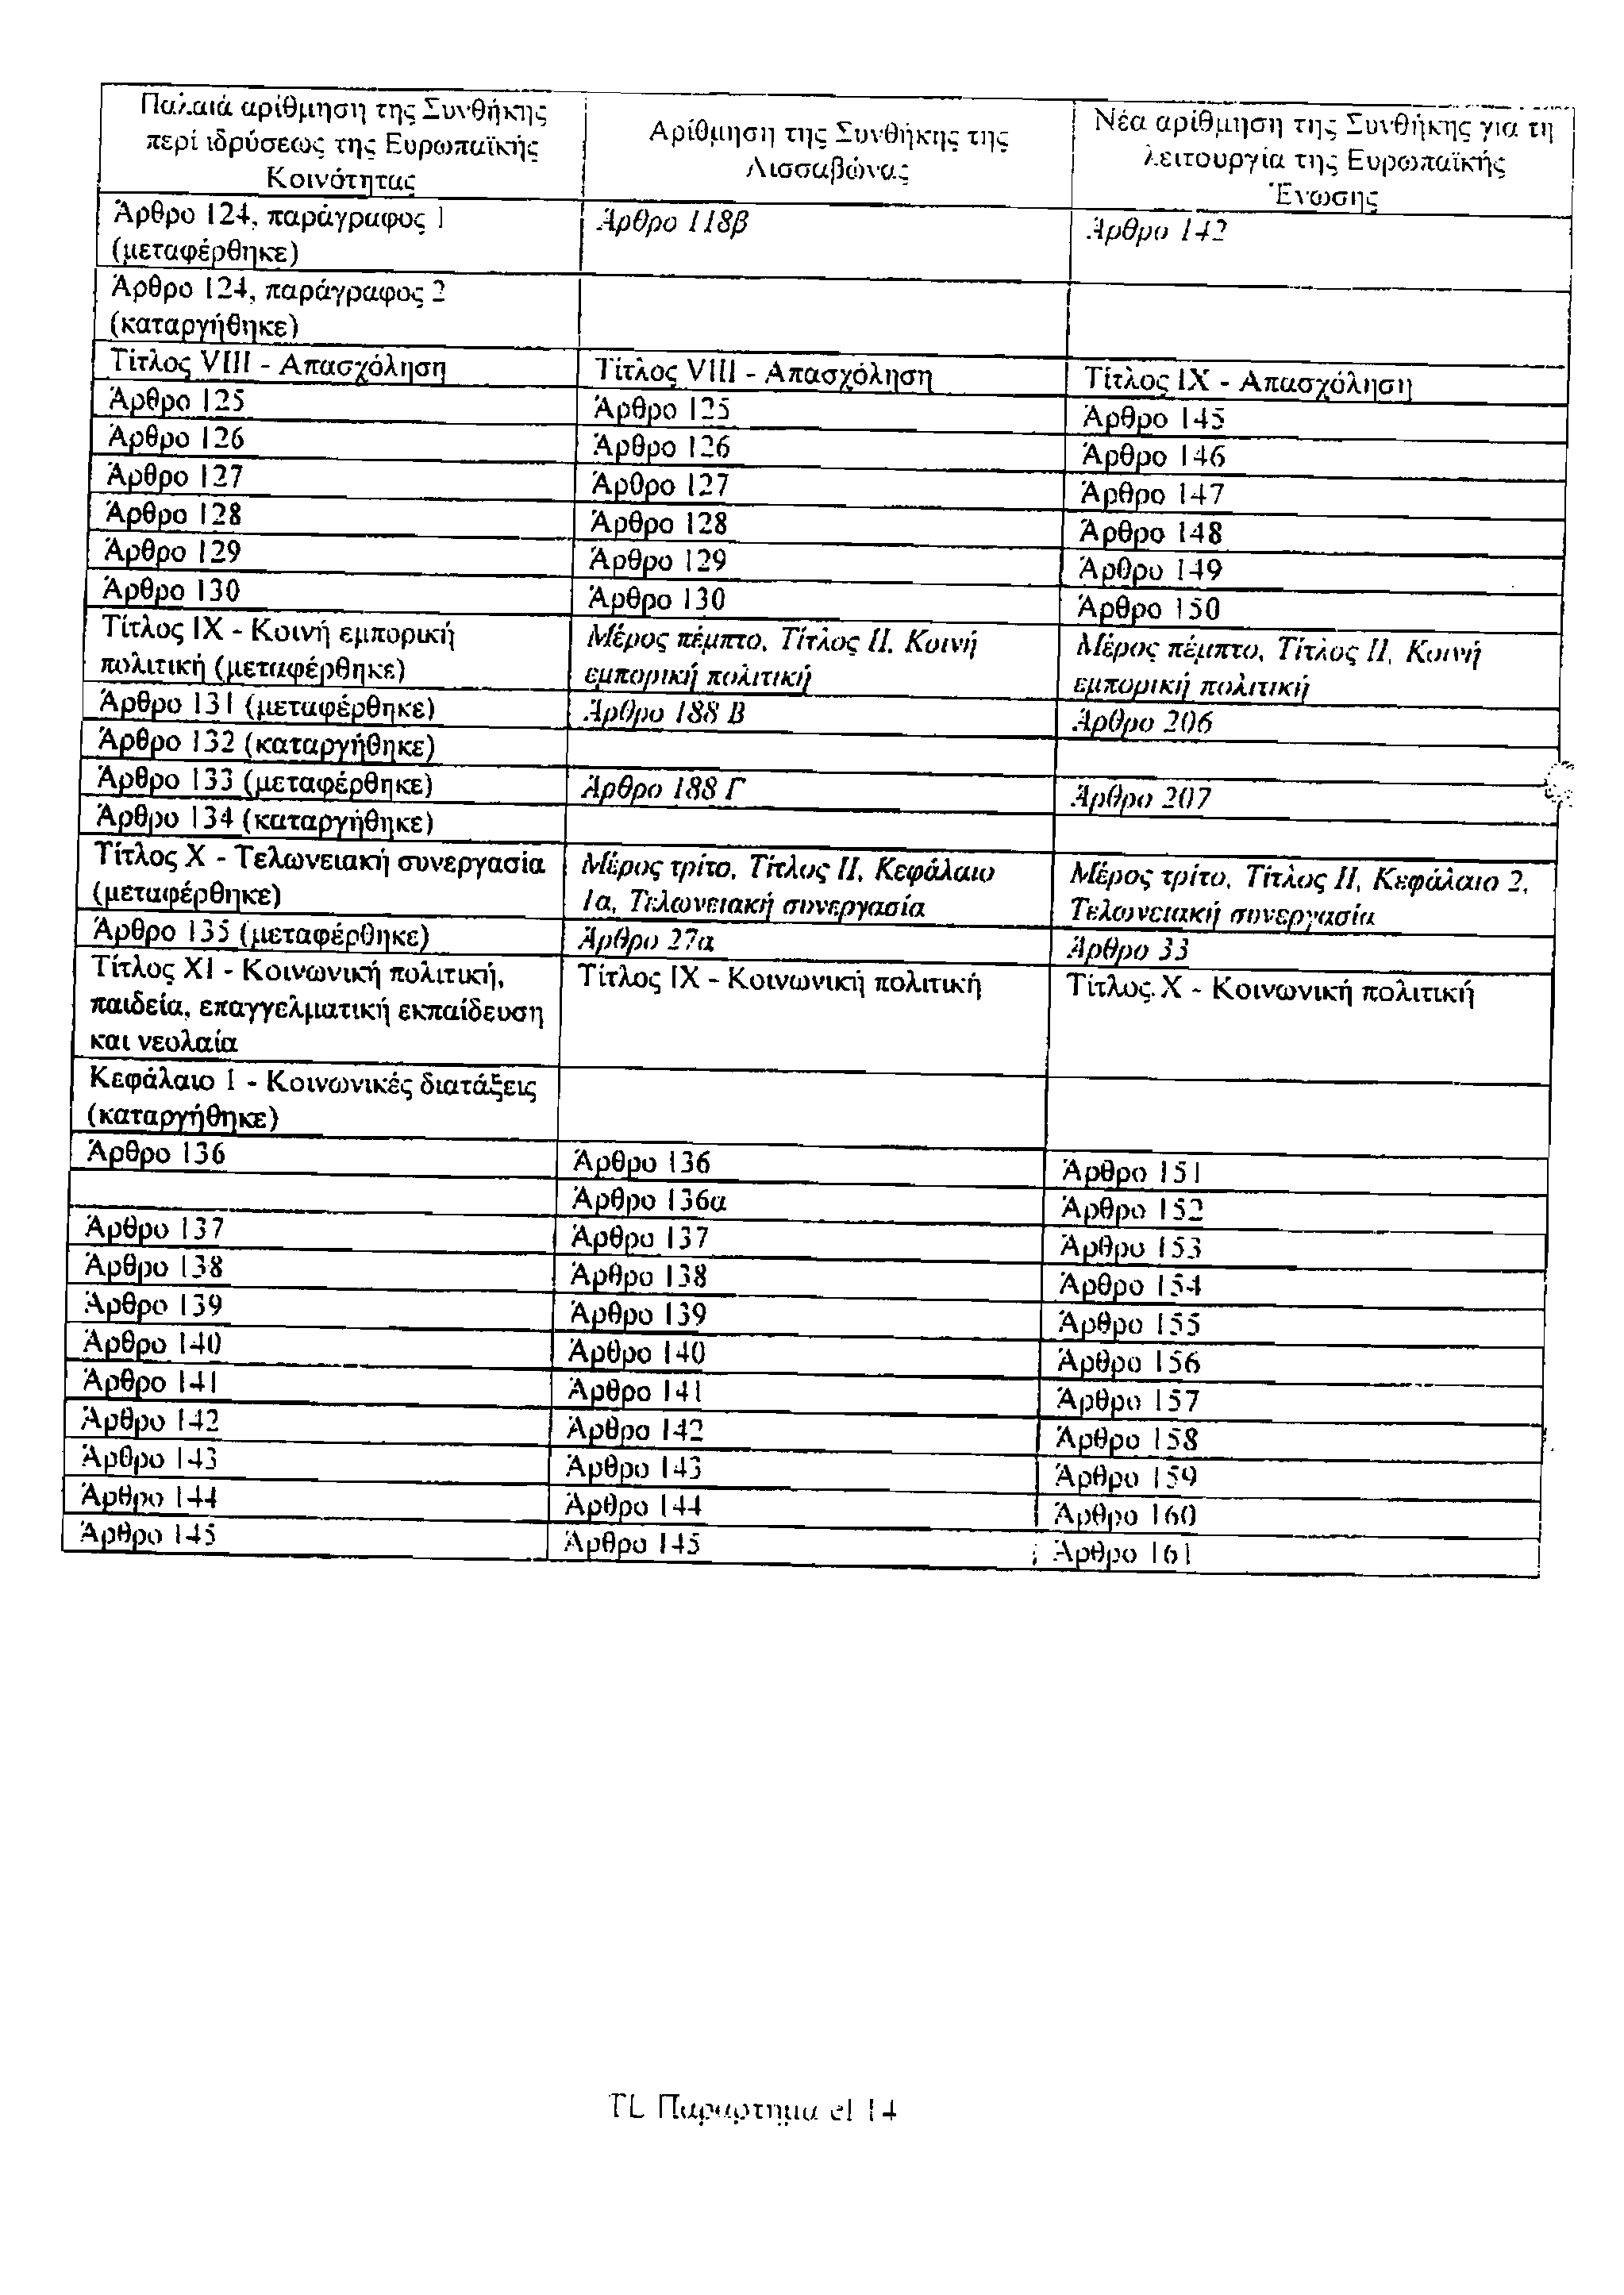 Παλαιά αρίθμηση της Συνθήκης
περί ιδρύσεως της Ευρωπαϊκής
Κοινότητας
Αρίθμηση της Συνθήκης της
Λισσαβώνας
Νέα αρίθμηση της Συνθήκης για τη
λειτουργία της Ευρωπαϊκής
Ένωσης
Άρθρο 124, παράγραφος 1
(μεταφέρθηκε)
Άρθρο 118β
Άρθρο 142
Άρθρο 124, παράγραφος 2
(καταργήθηκε)
Τίτλος VIII - Απασχόληση
Τίτλος VIII - Απασχόληση
Τίτλος IX - Απασχόληση
Άρθρο 125
Άρθρο 125
Άρθρο 145
Άρθρο 126
Άρθρο 126
Άρθρο 146
Άρθρο 127
Άρθρο 127
Άρθρο 147
Άρθρο 128
Άρθρο 128
Άρθρο 148
Άρθρο 129
Άρθρο 129
Άρθρο 149
Άρθρο 130
Άρθρο 130
Άρθρο 150
Τίτλος IX - Κοινή εμπορική
πολιτική (μεταφέρθηκε)
Μέρος πέμπτο, Τίτλος II, Κοινή
εμπορική πολιτική
Μέρος πέμπτο, Τίτλος II, Κοινή
εμπορική πολιτική
Άρθρο 131 (μεταφέρθηκε)
Άρθρο 188 Β
Άρθρο 206
Άρθρο 132 (καταργήθηκε)
Άρθρο 133 (μεταφέρθηκε)
Άρθρο 188 Γ
Άρθρο 207
Άρθρο 134 (καταργήθηκε)
Τίτλος X - Τελωνειακή συνεργασία
(μεταφέρθηκε)
Μέρος τρίτο, Τίτλος II, Κεφάλαιο
1α, Τελωνειακή συνεργασία
Μέρος τρίτο, Τίτλος II, Κεφάλαιο 2,
Τελωνειακή συνεργασία
Άρθρο 135 (μεταφέρθηκε)
Άρθρο 27α
Άρθρο 33
Τίτλος XI - Κοινωνική πολιτική,
παιδεία, επαγγελματική εκπαίδευση
και νεολαία
Τίτλος IX - Κοινωνική πολιτική
Τίτλος X - Κοινωνική πολιτική
Κεφάλαιο 1 - Κοινωνικές διατάξεις
(καταργήθηκε)
Άρθρο 136
Άρθρο 136
Άρθρο 151
Άρθρο 136α
Άρθρο 152
Άρθρο 137
Άρθρο 137
Άρθρο 153
Άρθρο 138
Άρθρο 138
Άρθρο 154
Άρθρο 139
Άρθρο 139
Άρθρο 155
Άρθρο 140
Άρθρο 140
Άρθρο 156
Άρθρο 141
Άρθρο 141
Άρθρο 157
Άρθρο 142
Άρθρο 142
Άρθρο 158
Άρθρο 143
Άρθρο 143
Άρθρο 159
Άρθρο 144
Άρθρο 144
Άρθρο 160
Άρθρο 145
Άρθρο 145
Άρθρο 161
TL Παράρτημα el 14